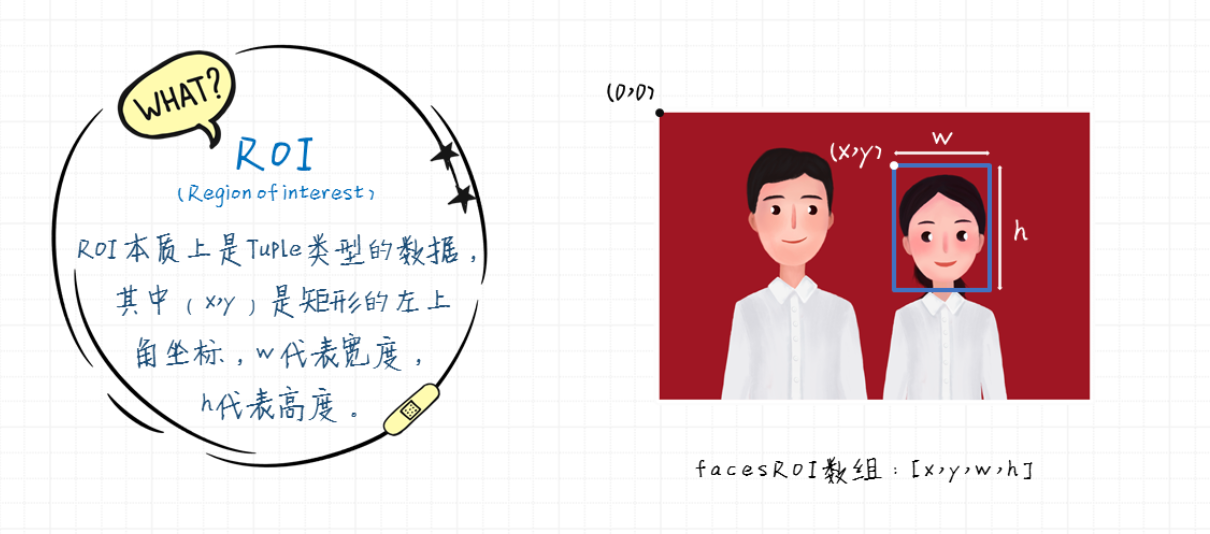 WHAT?
ROI
(Region of interest)
ROI本质上是Tuple类型的数据，
其中（x,y）是矩形的左上
角坐标，w代表宽度，
h代表高度。
(0,0)
(x,y)
w
h
facesROI数组：[x,y,w,h]